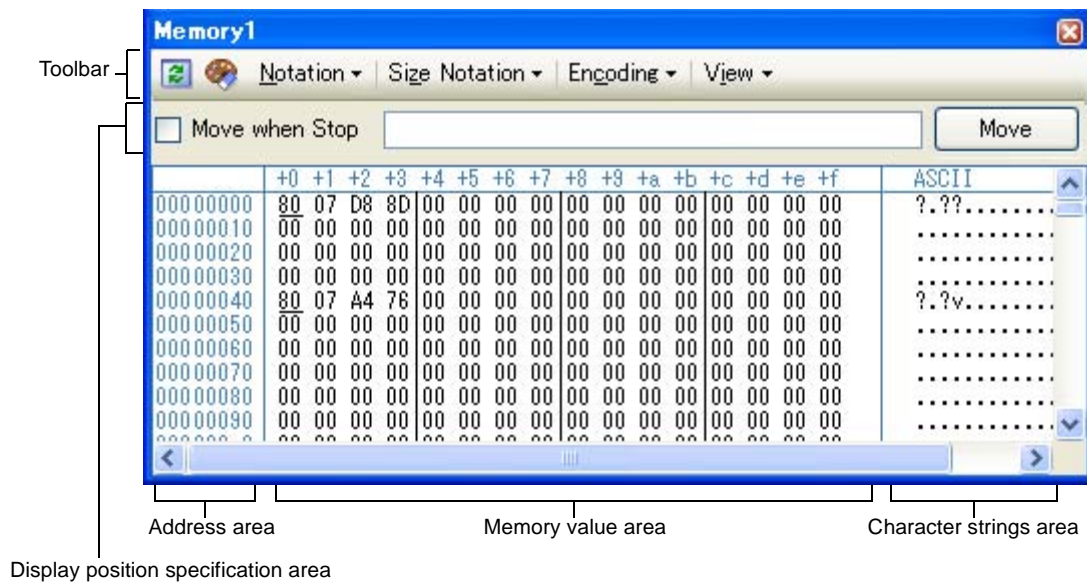 Memory1
Toolbar
Notation Size Notation Encoding View
Move when Stop Move
+0 +1 +2 +3 +4 +5 +6 +7 +8 +9 +a +b +c +d +e +f ASCII
00000000 80 07 D8 8D 00 00 00 00 00 00 00 00 00 00 00 00 ?.??........
00000010 00 00 00 00 00 00 00 00 00 00 00 00 00 00 00 00 ............
00000020 00 00 00 00 00 00 00 00 00 00 00 00 00 00 00 00 ............
00000030 00 00 00 00 00 00 00 00 00 00 00 00 00 00 00 00 ............
00000040 80 07 A4 76 00 00 00 00 00 00 00 00 00 00 00 00 ?.?v........
00000050 00 00 00 00 00 00 00 00 00 00 00 00 00 00 00 00 ............
00000060 00 00 00 00 00 00 00 00 00 00 00 00 00 00 00 00 ............
00000070 00 00 00 00 00 00 00 00 00 00 00 00 00 00 00 00 ............
00000080 00 00 00 00 00 00 00 00 00 00 00 00 00 00 00 00 ............
00000090 00 00 00 00 00 00 00 00 00 00 00 00 00 00 00 00 ............
Address area Memory value area Character strings area
Display position specification area